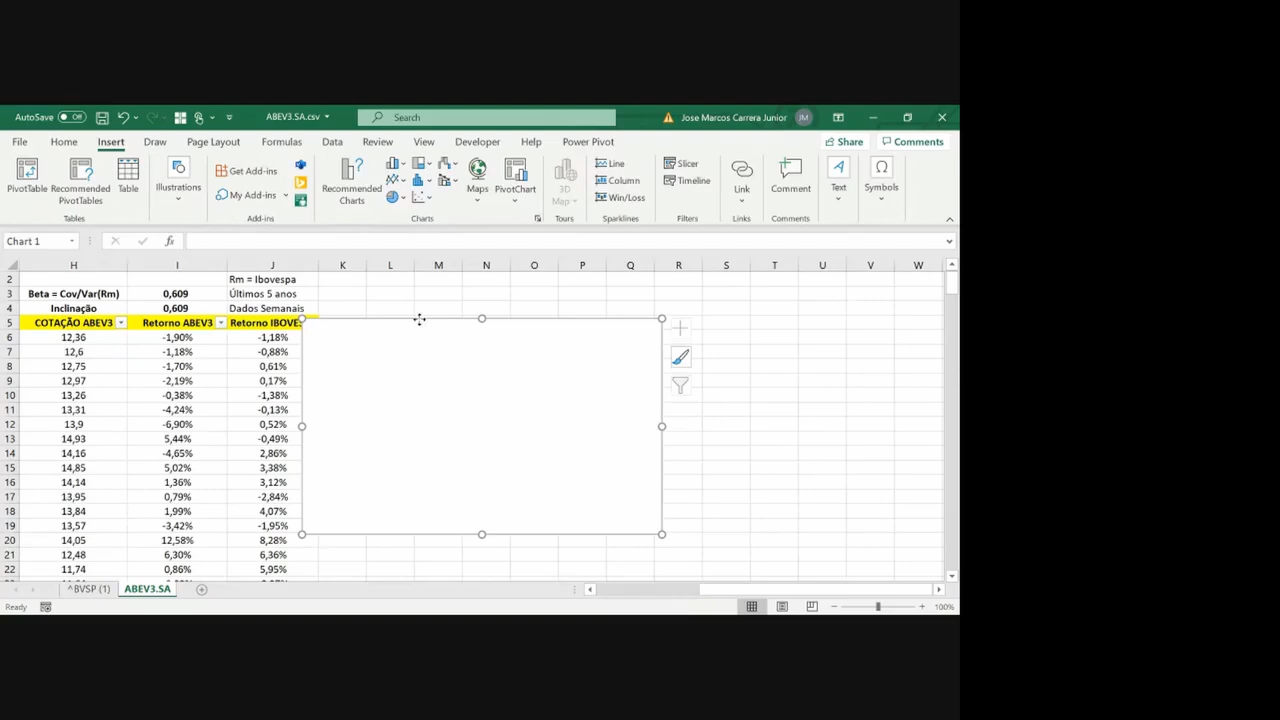 AutoSave Off ABEV3.SA.csv Search Jose Marcos Carrera Junior JM
File Home Insert Draw Page Layout Formulas Data Review View Developer Help Power Pivot Share Comments
PivotTable Recommended PivotTables Table Illustrations Get Add-ins My Add-ins Recommended Charts Maps PivotChart 3D Map Line Column Win/Loss Slicer Timeline Link Comment Text Symbols
Tables Add-ins Charts Tours Sparklines Filters Links Comments
Chart 1 fx
H I J K L M N O P Q R S T U V W
2 Rm = Ibovespa
3 Beta = Cov/Var(Rm) 0,609 Últimos 5 anos
4 Inclinação 0,609 Dados Semanais
5 COTAÇÃO ABEV3 Retorno ABEV3 Retorno IBOVE
6 12,36 -1,90% -1,18%
7 12,6 -1,18% -0,88%
8 12,75 -1,70% 0,61%
9 12,97 -2,19% 0,17%
10 13,26 -0,38% -1,38%
11 13,31 -4,24% -0,13%
12 13,9 -6,90% 0,52%
13 14,93 5,44% -0,49%
14 14,16 -4,65% 2,86%
15 14,85 5,02% 3,38%
16 14,14 1,36% 3,12%
17 13,95 0,79% -2,84%
18 13,84 1,99% 4,07%
19 13,57 -3,42% -1,95%
20 14,05 12,58% 8,28%
21 12,48 6,30% 6,36%
22 11,74 0,86% 5,95%
^BVSP (1) ABEV3.SA
Ready 100%